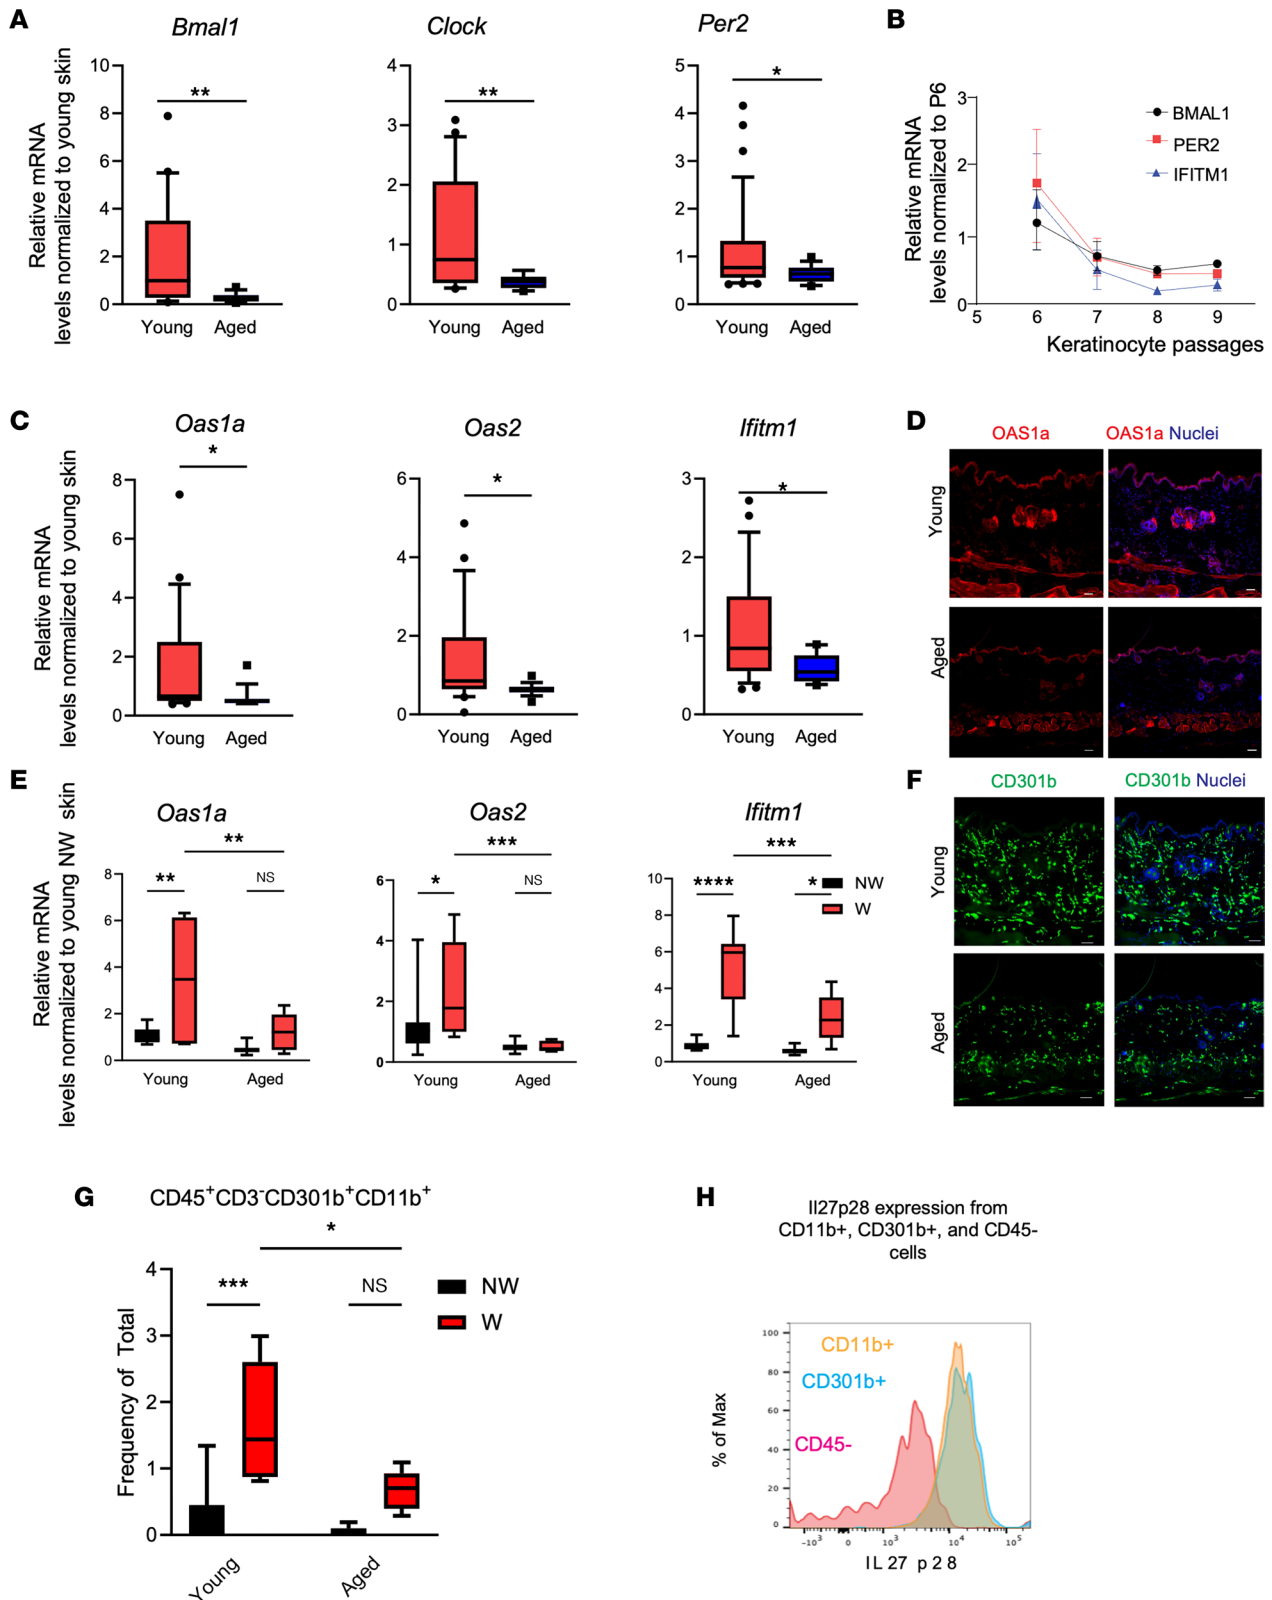 A
Bmal1
Clock
Per2
B
Relative mRNA
levels normalized to young skin
10
8
6
4
2
0
**
Young
Aged
4
3
2
1
0
**
Young
Aged
5
4
3
2
1
0
*
Young
Aged
Relative mRNA
levels normalized to P6
3
2
1
0
BMAL1
PER2
IFITM1
5
6
7
8
9
Keratinocyte passages
C
Oas1a
Oas2
Ifitm1
Relative mRNA
levels normalized to young skin
8
6
4
2
0
*
Young
Aged
6
4
2
0
*
Young
Aged
3
2
1
0
*
Young
Aged
D
OAS1a
OAS1a Nuclei
Young
Aged
E
Oas1a
Oas2
Ifitm1
Relative mRNA
levels normalized to young NW skin
8
6
4
2
0
**
**
NS
Young
Aged
6
4
2
0
***
*
NS
Young
Aged
10
8
6
4
2
0
***
****
*
NW
W
Young
Aged
F
CD301b
CD301b Nuclei
Young
Aged
G
CD45+CD3-CD301b+CD11b+
Frequency of Total
4
3
2
1
0
*
***
NS
NW
W
Young
Aged
H
Il27p28 expression from
CD11b+, CD301b+, and CD45-
cells
% of Max
100
80
60
40
20
0
CD11b+
CD301b+
CD45-
-10³
0
10³
10⁴
10⁵
IL27 p28